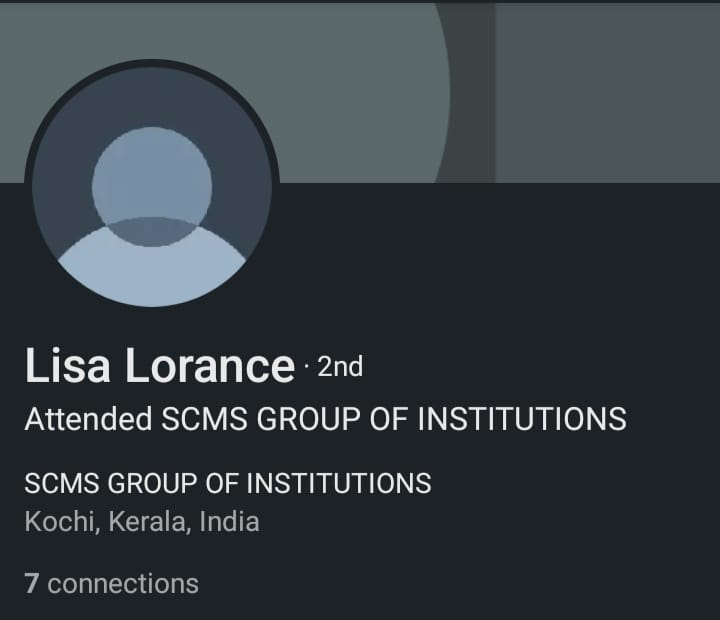 Lisa Lorance · 2nd
Attended SCMS GROUP OF INSTITUTIONS
SCMS GROUP OF INSTITUTIONS
Kochi, Kerala, India
7 connections